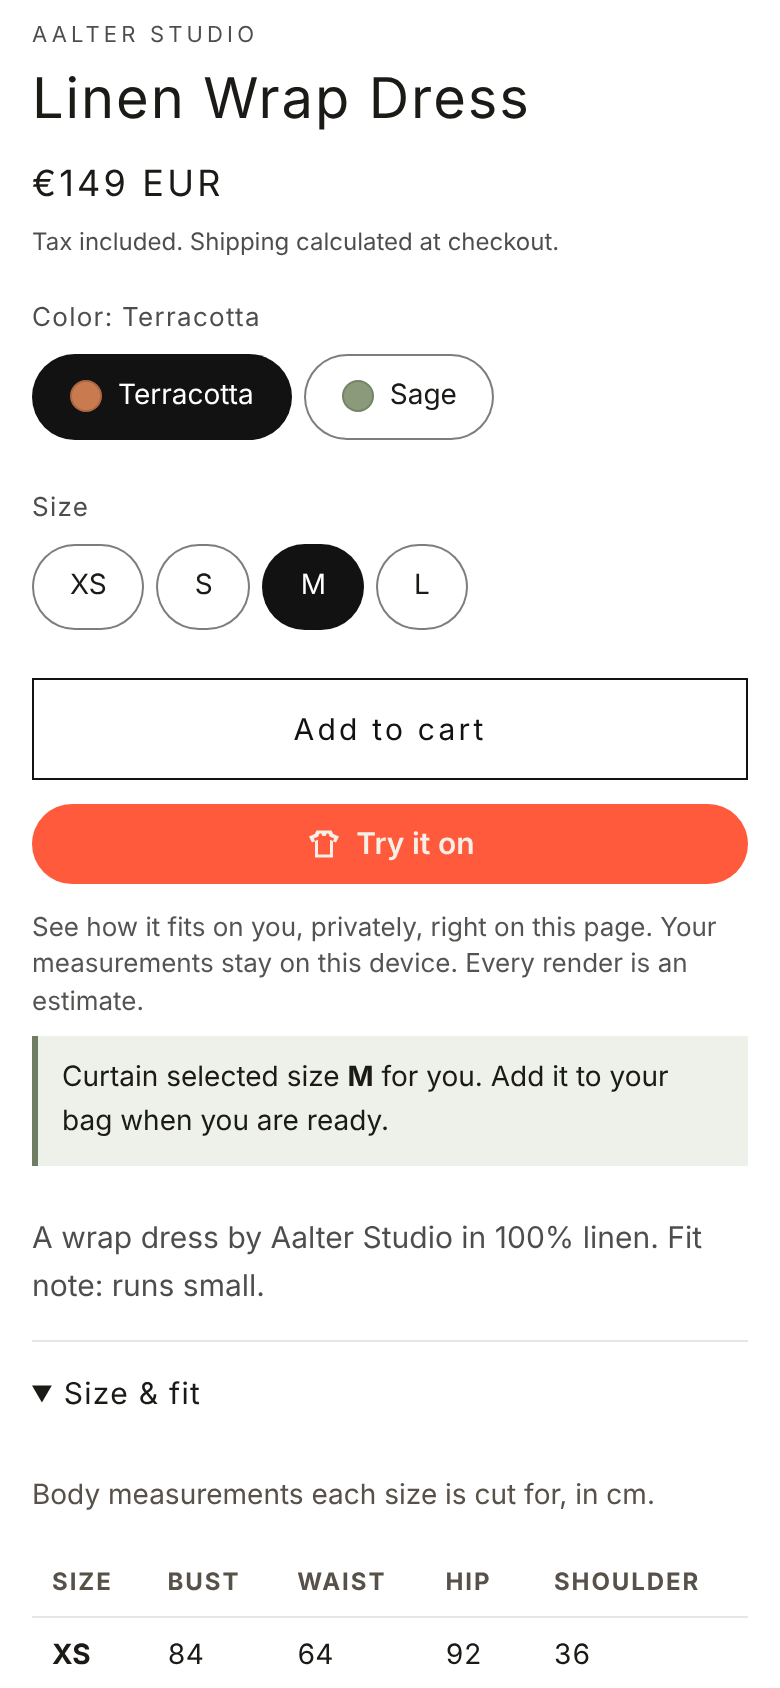 AALTER STUDIO
Linen Wrap Dress
€149 EUR
Tax included. Shipping calculated at checkout.
Color: Terracotta
Terracotta Sage
Size
XS S M L
Add to cart
Try it on
See how it fits on you, privately, right on this page. Your
measurements stay on this device. Every render is an
estimate.
Curtain selected size M for you. Add it to your
bag when you are ready.
A wrap dress by Aalter Studio in 100% linen. Fit
note: runs small.
Size & fit
Body measurements each size is cut for, in cm.
SIZE BUST WAIST HIP SHOULDER
XS 84 64 92 36